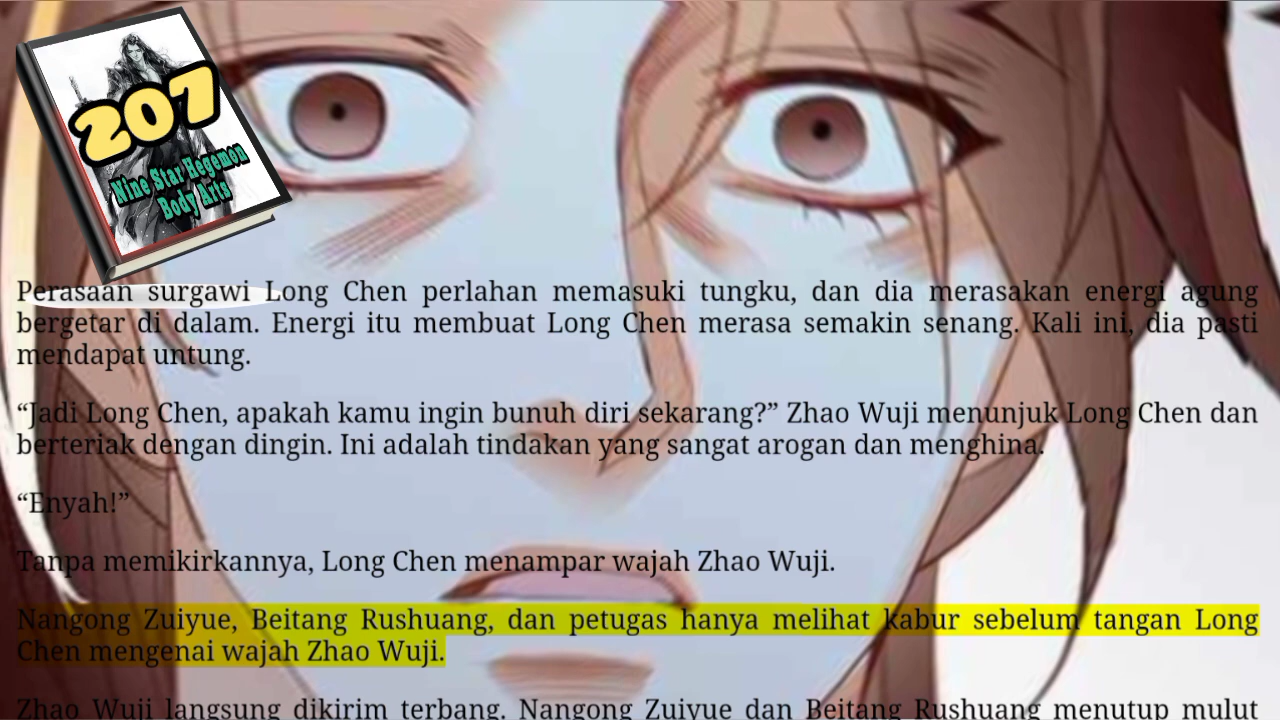 207
Nine Star Hegemon
Body Arts
Perasaan surgawi Long Chen perlahan memasuki tungku, dan dia merasakan energi agung
bergetar di dalam. Energi itu membuat Long Chen merasa semakin senang. Kali ini, dia pasti
mendapat untung.
“Jadi Long Chen, apakah kamu ingin bunuh diri sekarang?” Zhao Wuji menunjuk Long Chen dan
berteriak dengan dingin. Ini adalah tindakan yang sangat arogan dan menghina.
“Enyah!”
Tanpa memikirkannya, Long Chen menampar wajah Zhao Wuji.
Nangong Zuiyue, Beitang Rushuang, dan petugas hanya melihat kabur sebelum tangan Long
Chen mengenai wajah Zhao Wuji.
Zhao Wuji langsung dikirim terbang. Nangong Zuiyue dan Beitang Rushuang menutup mulut